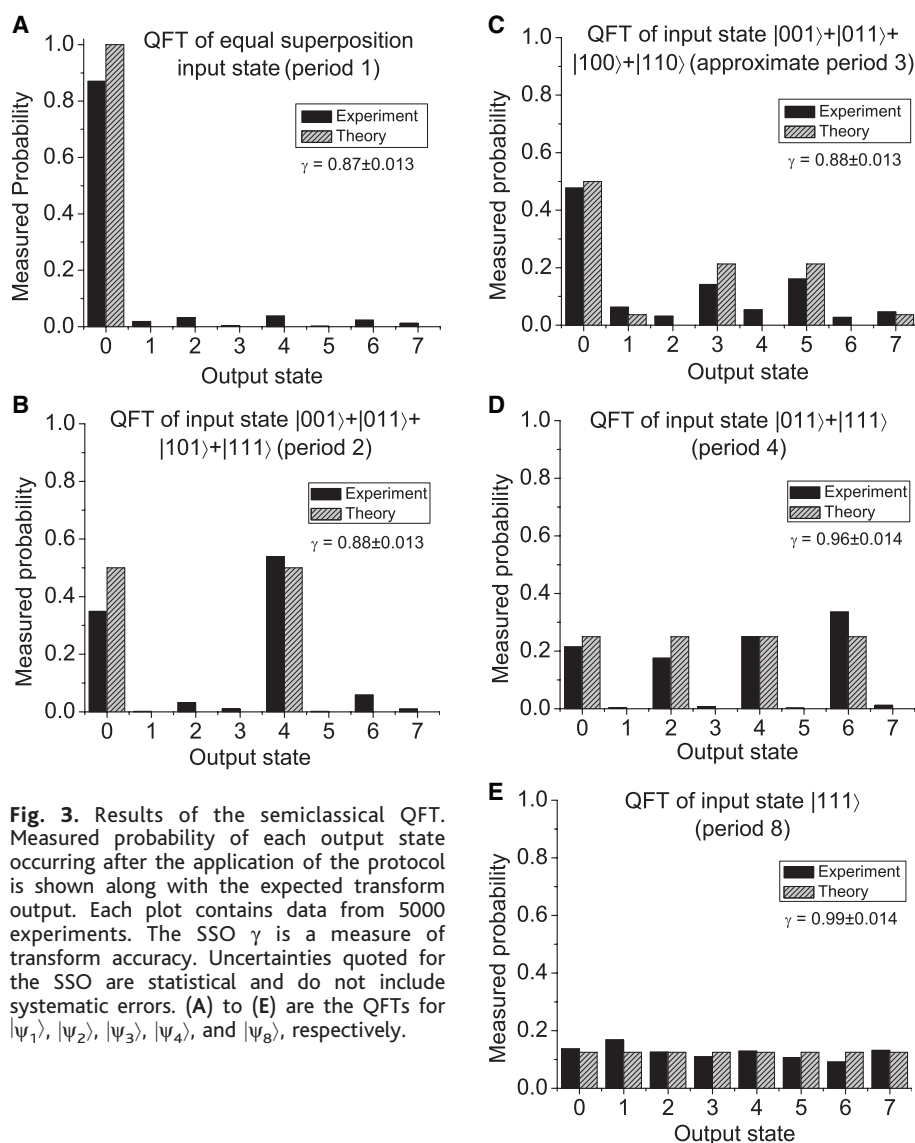 A
QFT of equal superposition
input state (period 1)
Experiment
Theory
γ = 0.87±0.013
Measured Probability
1.0
0.8
0.6
0.4
0.2
0.0
0 1 2 3 4 5 6 7
Output state
B
QFT of input state |001⟩+|011⟩+
|101⟩+|111⟩ (period 2)
Experiment
Theory
γ = 0.88±0.013
Measured probability
1.0
0.8
0.6
0.4
0.2
0.0
0 1 2 3 4 5 6 7
Output state
Fig. 3. Results of the semiclassical QFT.
Measured probability of each output state
occurring after the application of the protocol
is shown along with the expected transform
output. Each plot contains data from 5000
experiments. The SSO γ is a measure of
transform accuracy. Uncertainties quoted for
the SSO are statistical and do not include
systematic errors. (A) to (E) are the QFTs for
|ψ₁⟩, |ψ₂⟩, |ψ₃⟩, |ψ₄⟩, and |ψ₈⟩, respectively.
C
QFT of input state |001⟩+|011⟩+
|100⟩+|110⟩ (approximate period 3)
Experiment
Theory
γ = 0.88±0.013
Measured probability
1.0
0.8
0.6
0.4
0.2
0.0
0 1 2 3 4 5 6 7
Output state
D
QFT of input state |011⟩+|111⟩
(period 4)
Experiment
Theory
γ = 0.96±0.014
Measured probability
1.0
0.8
0.6
0.4
0.2
0.0
0 1 2 3 4 5 6 7
Output state
E
QFT of input state |111⟩
(period 8)
Experiment
Theory
γ = 0.99±0.014
Measured probability
1.0
0.8
0.6
0.4
0.2
0.0
0 1 2 3 4 5 6 7
Output state